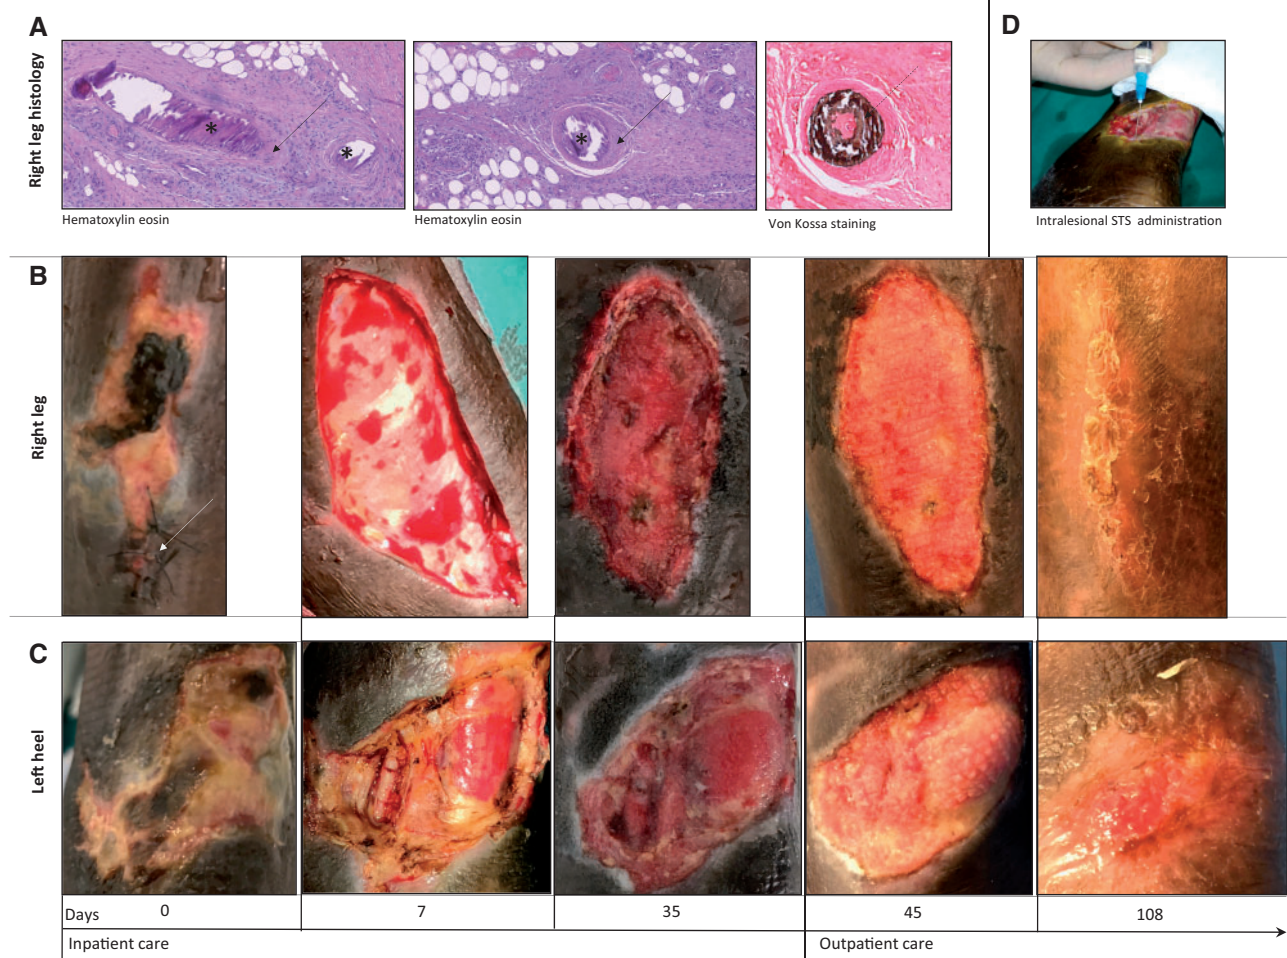 A
D
Right leg histology
Hematoxylin eosin
Hematoxylin eosin
Von Kossa staining
Intralesional STS administration
B
Right leg
C
Left heel
Days 0 7 35 45 108
Inpatient care Outpatient care